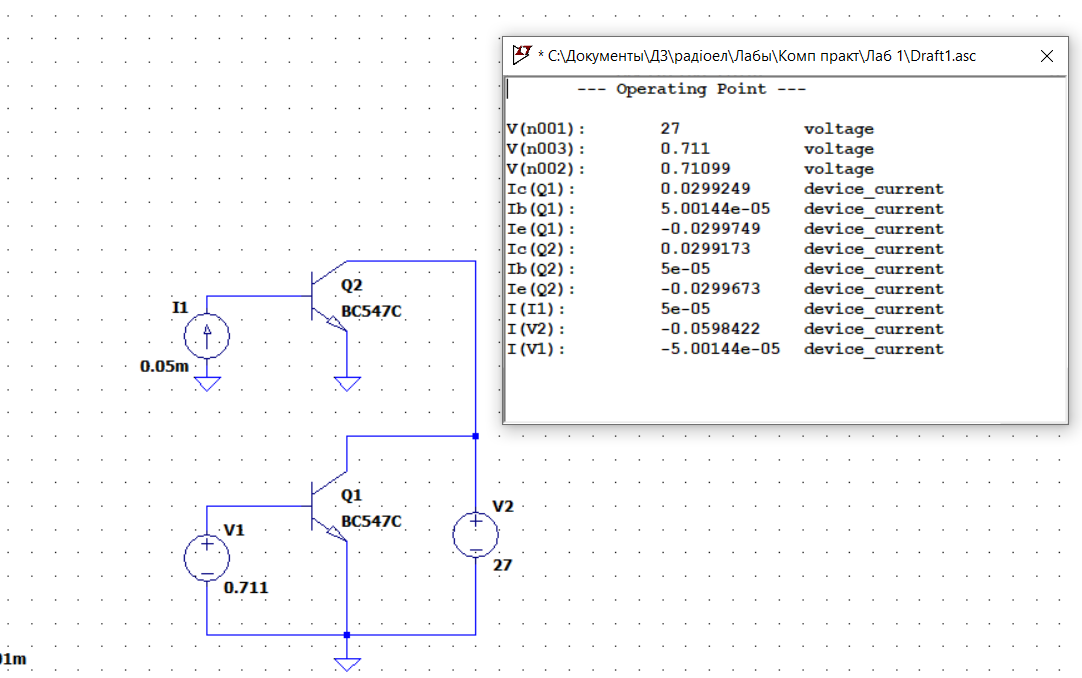 * C:\Документы\ДЗ\радіоел\Лабы\Комп практ\Лаб 1\Draft1.asc
--- Operating Point ---
V(n001): 27 voltage
V(n003): 0.711 voltage
V(n002): 0.71099 voltage
Ic(Q1): 0.0299249 device_current
Ib(Q1): 5.00144e-05 device_current
Ie(Q1): -0.0299749 device_current
Ic(Q2): 0.0299173 device_current
Ib(Q2): 5e-05 device_current
Ie(Q2): -0.0299673 device_current
I(I1): 5e-05 device_current
I(V2): -0.0598422 device_current
I(V1): -5.00144e-05 device_current
Q2
BC547C
I1
0.05m
Q1
BC547C
V1
0.711
V2
27